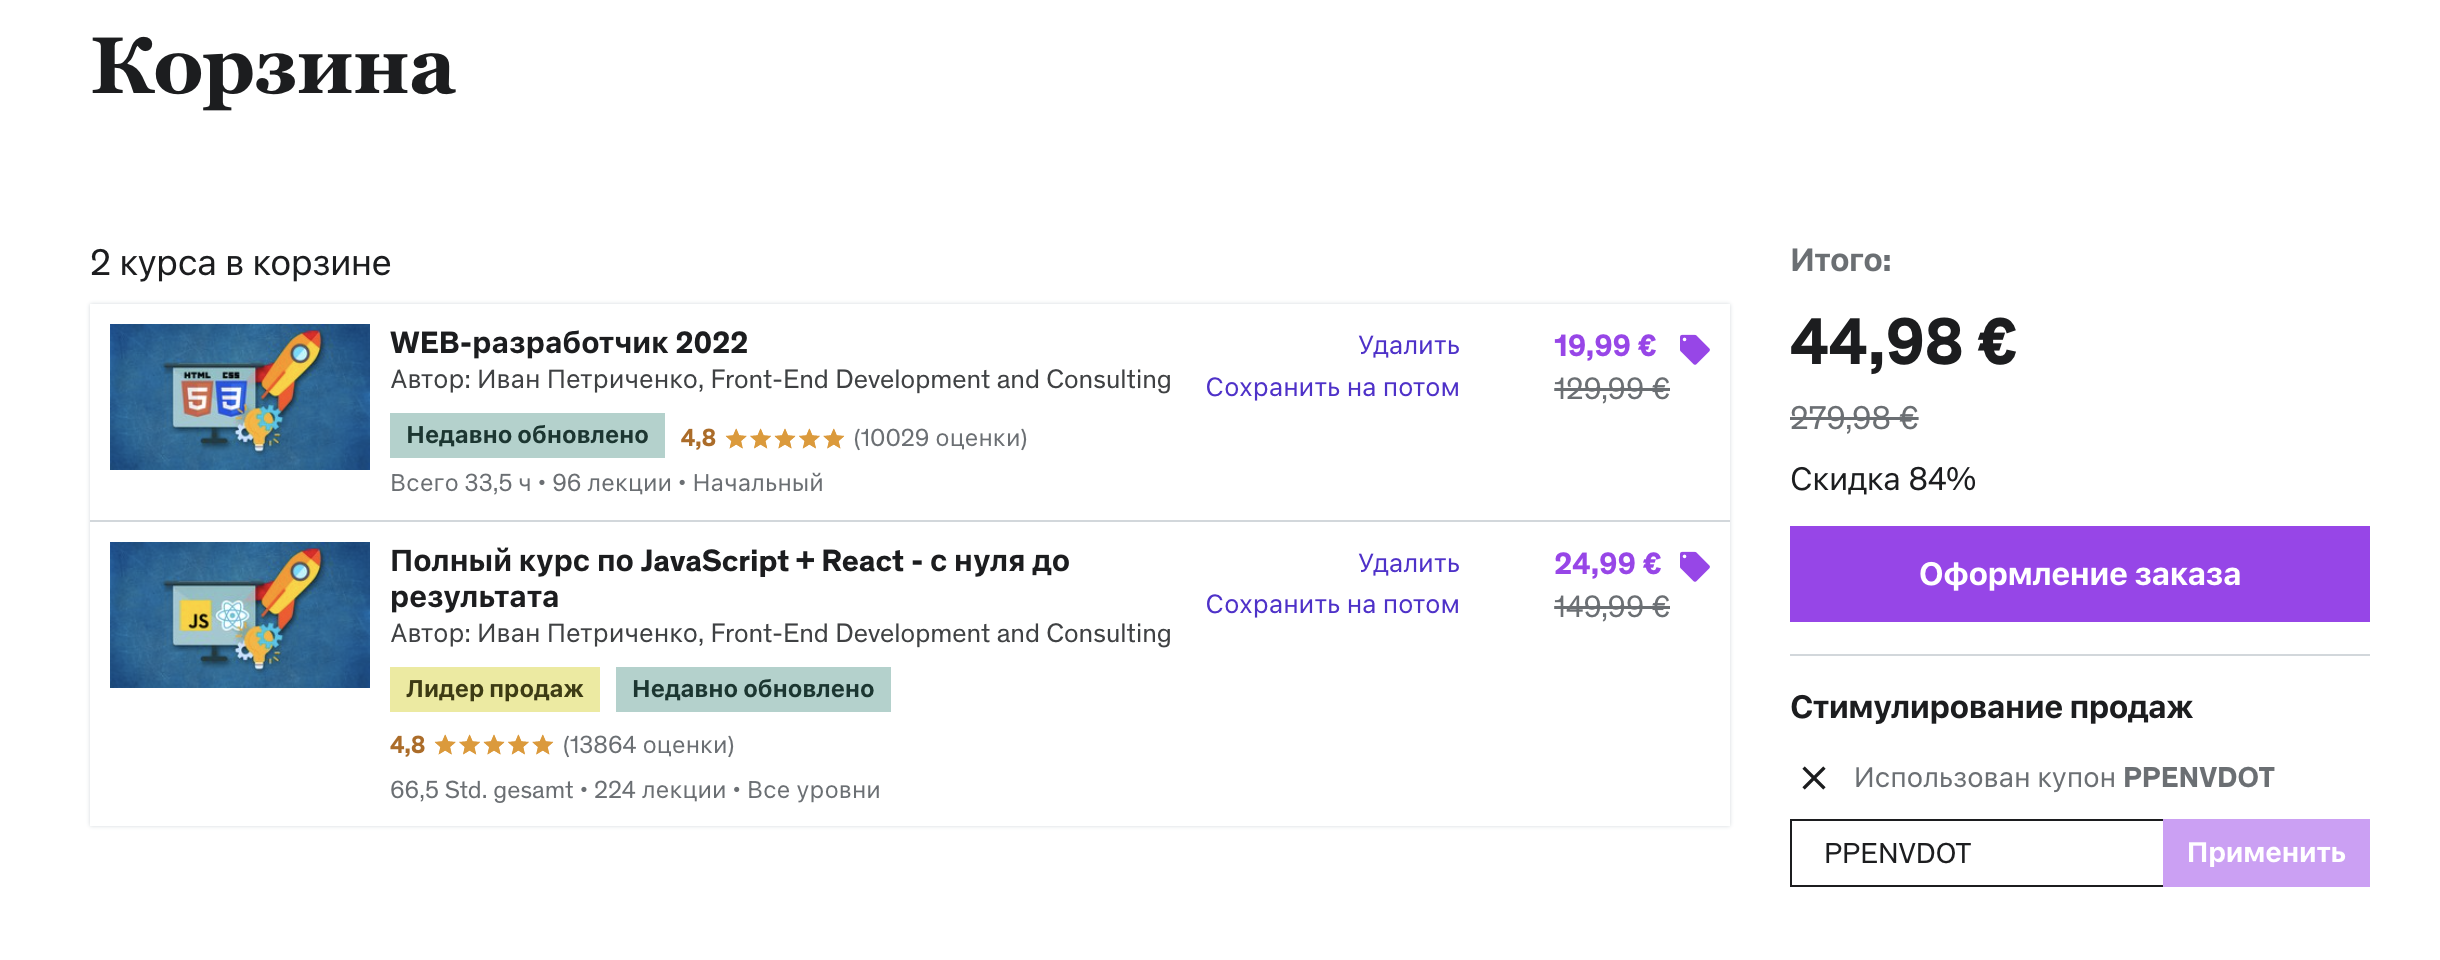 Корзина
2 курса в корзине
HTML CSS
5 3
WEB-разработчик 2022
Автор: Иван Петриченко, Front-End Development and Consulting
Недавно обновлено 4,8 (10029 оценки)
Всего 33,5 ч • 96 лекции • Начальный
Удалить
Сохранить на потом
19,99 €
129,99 €
JS
Полный курс по JavaScript + React - с нуля до
результата
Автор: Иван Петриченко, Front-End Development and Consulting
Лидер продаж Недавно обновлено
4,8 (13864 оценки)
66,5 Std. gesamt • 224 лекции • Все уровни
Удалить
Сохранить на потом
24,99 €
149,99 €
Итого:
44,98 €
279,98 €
Скидка 84%
Оформление заказа
Стимулирование продаж
Использован купон PPENVDOT
PPENVDOT Применить